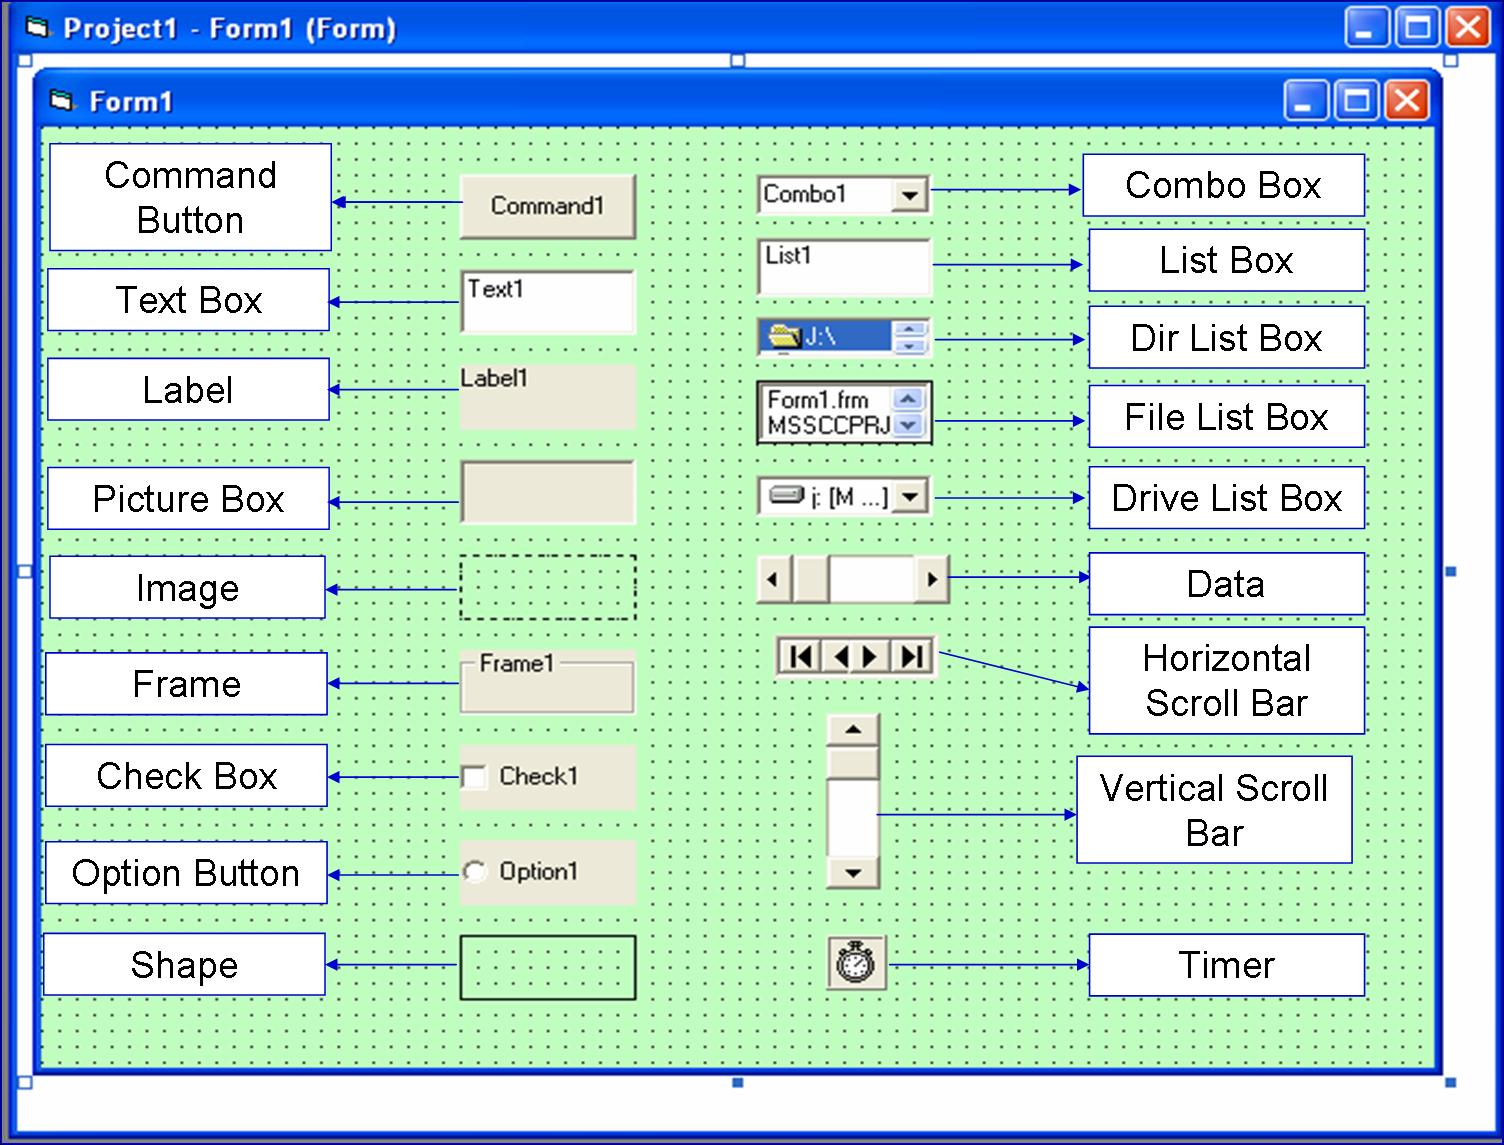 Project1 - Form1 (Form)
Form1
Command
Button
Command1
Text Box
Text1
Label
Label1
Picture Box
Image
Frame
Frame1
Check Box
Check1
Option Button
Option1
Shape
Combo1
Combo Box
List1
List Box
J:\
Dir List Box
Form1.frm
MSSCCPRJ
File List Box
j: [M ...]
Drive List Box
Data
Horizontal
Scroll Bar
Vertical Scroll
Bar
Timer